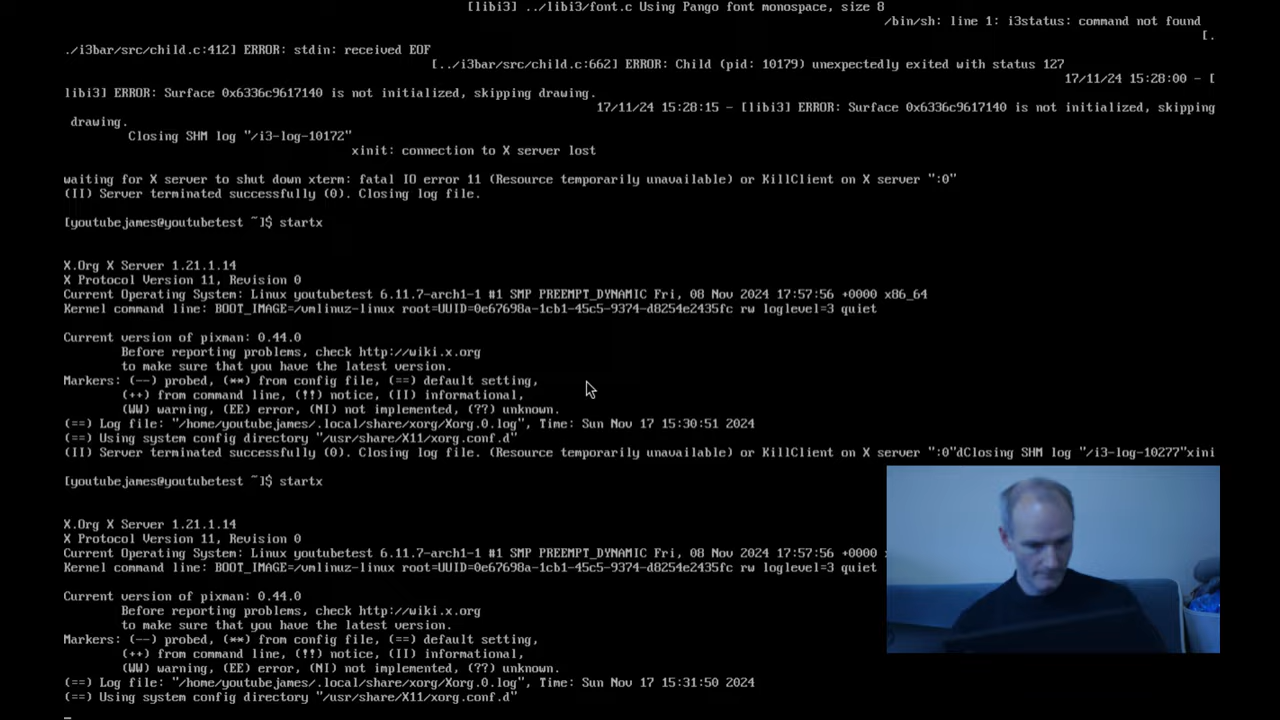 [libi3] ../libi3/font.c Using Pango font monospace, size 8
/bin/sh: line 1: i3status: command not found
[.
./i3bar/src/child.c:412] ERROR: stdin: received EOF
[../i3bar/src/child.c:662] ERROR: Child (pid: 10179) unexpectedly exited with status 127
17/11/24 15:28:00 - [
libi3] ERROR: Surface 0x6336c9617140 is not initialized, skipping drawing.
17/11/24 15:28:15 - [libi3] ERROR: Surface 0x6336c9617140 is not initialized, skipping
drawing.
Closing SHM log "/i3-log-10172"
xinit: connection to X server lost
waiting for X server to shut down xterm: fatal IO error 11 (Resource temporarily unavailable) or KillClient on X server ":0"
(II) Server terminated successfully (0). Closing log file.
[youtubejames@youtubetest ~]$ startx
X.Org X Server 1.21.1.14
X Protocol Version 11, Revision 0
Current Operating System: Linux youtubetest 6.11.7-arch1-1 #1 SMP PREEMPT_DYNAMIC Fri, 08 Nov 2024 17:57:56 +0000 x86_64
Kernel command line: BOOT_IMAGE=/vmlinuz-linux root=UUID=0e67698a-1cb1-45c5-9374-d8254e2435fc rw loglevel=3 quiet
Current version of pixman: 0.44.0
Before reporting problems, check http://wiki.x.org
to make sure that you have the latest version.
Markers: (--) probed, (**) from config file, (==) default setting,
(++) from command line, (!!) notice, (II) informational,
(WW) warning, (EE) error, (NI) not implemented, (??) unknown.
(==) Log file: "/home/youtubejames/.local/share/xorg/Xorg.0.log", Time: Sun Nov 17 15:30:51 2024
(==) Using system config directory "/usr/share/X11/xorg.conf.d"
(II) Server terminated successfully (0). Closing log file. (Resource temporarily unavailable) or KillClient on X server ":0"dClosing SHM log "/i3-log-10277"xini
[youtubejames@youtubetest ~]$ startx
X.Org X Server 1.21.1.14
X Protocol Version 11, Revision 0
Current Operating System: Linux youtubetest 6.11.7-arch1-1 #1 SMP PREEMPT_DYNAMIC Fri, 08 Nov 2024 17:57:56 +0000
Kernel command line: BOOT_IMAGE=/vmlinuz-linux root=UUID=0e67698a-1cb1-45c5-9374-d8254e2435fc rw loglevel=3 quiet
Current version of pixman: 0.44.0
Before reporting problems, check http://wiki.x.org
to make sure that you have the latest version.
Markers: (--) probed, (**) from config file, (==) default setting,
(++) from command line, (!!) notice, (II) informational,
(WW) warning, (EE) error, (NI) not implemented, (??) unknown.
(==) Log file: "/home/youtubejames/.local/share/xorg/Xorg.0.log", Time: Sun Nov 17 15:31:50 2024
(==) Using system config directory "/usr/share/X11/xorg.conf.d"